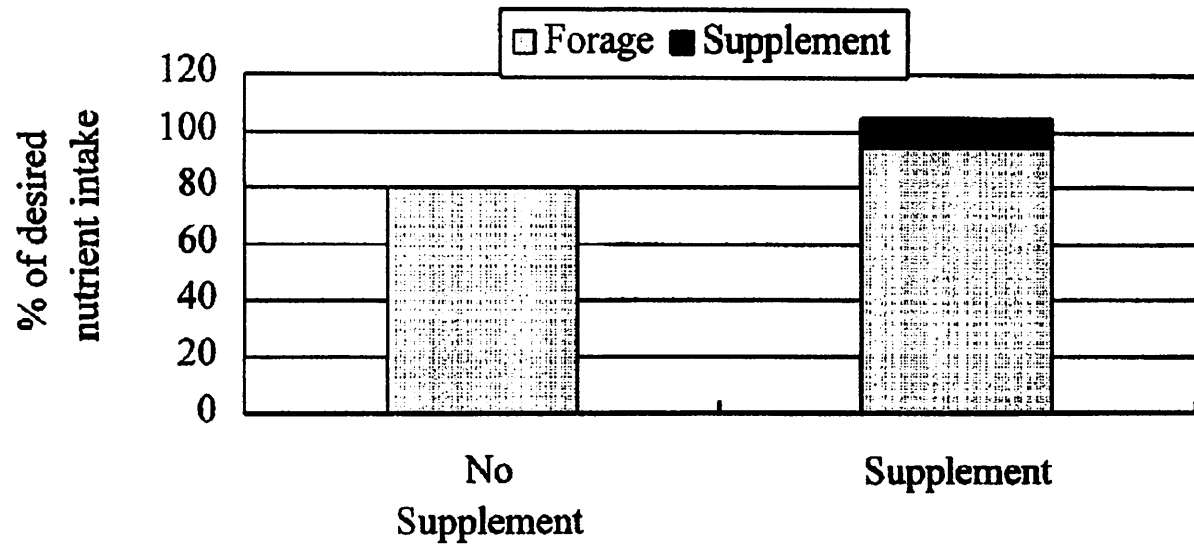 Forage Supplement
% of desired
nutrient intake
120
100
80
60
40
20
0
No
Supplement
Supplement